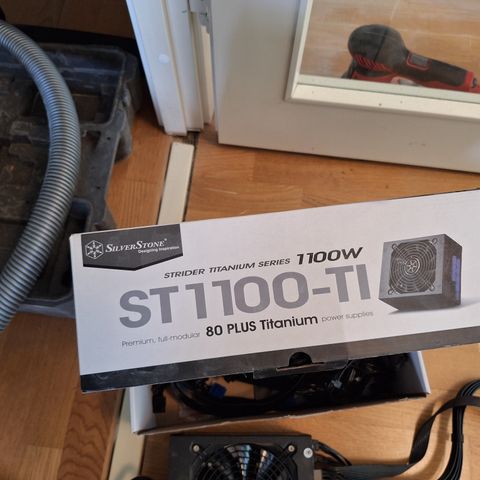 SILVERSTONE
Designing Inspiration
STRIDER TITANIUM SERIES 1100W
ST1100-TI
Premium, full-modular 80 PLUS Titanium power supplies